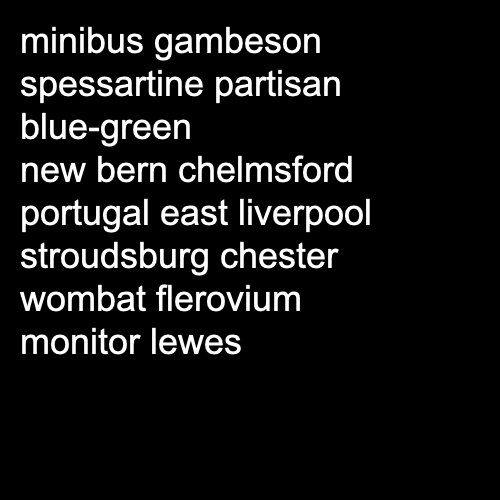 minibus gambeson
spessartine partisan
blue-green
new bern chelmsford
portugal east liverpool
stroudsburg chester
wombat flerovium
monitor lewes